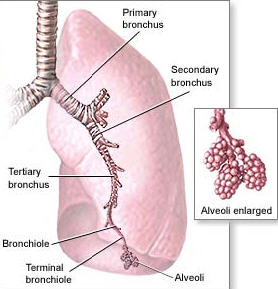 Primary
bronchus
Secondary
bronchus
Tertiary
bronchus
Alveoli enlarged
Bronchiole
Terminal
bronchiole
Alveoli